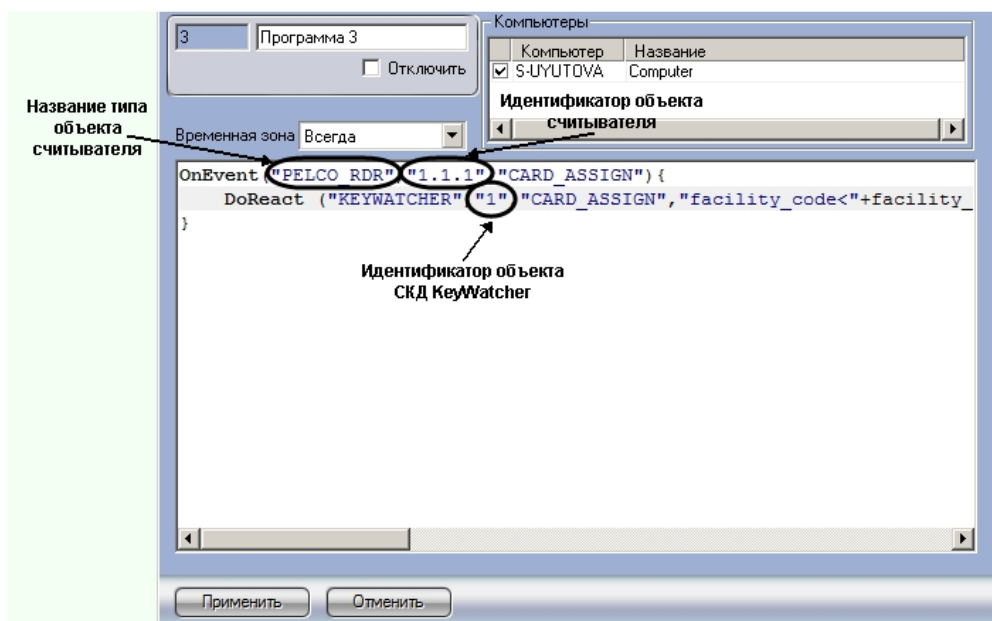 Компьютеры
3
Программа 3
Отключить
Компьютер
Название
S-UYUTOVA
Computer
Название типа
объекта
считывателя
Идентификатор объекта
считывателя
Временная зона
Всегда
OnEvent("PELCO_RDR","1.1.1","CARD_ASSIGN"){
DoReact ("KEYWATCHER","1","CARD_ASSIGN","facility_code<"+facility_
}
Идентификатор объекта
СКД KeyWatcher
Применить
Отменить